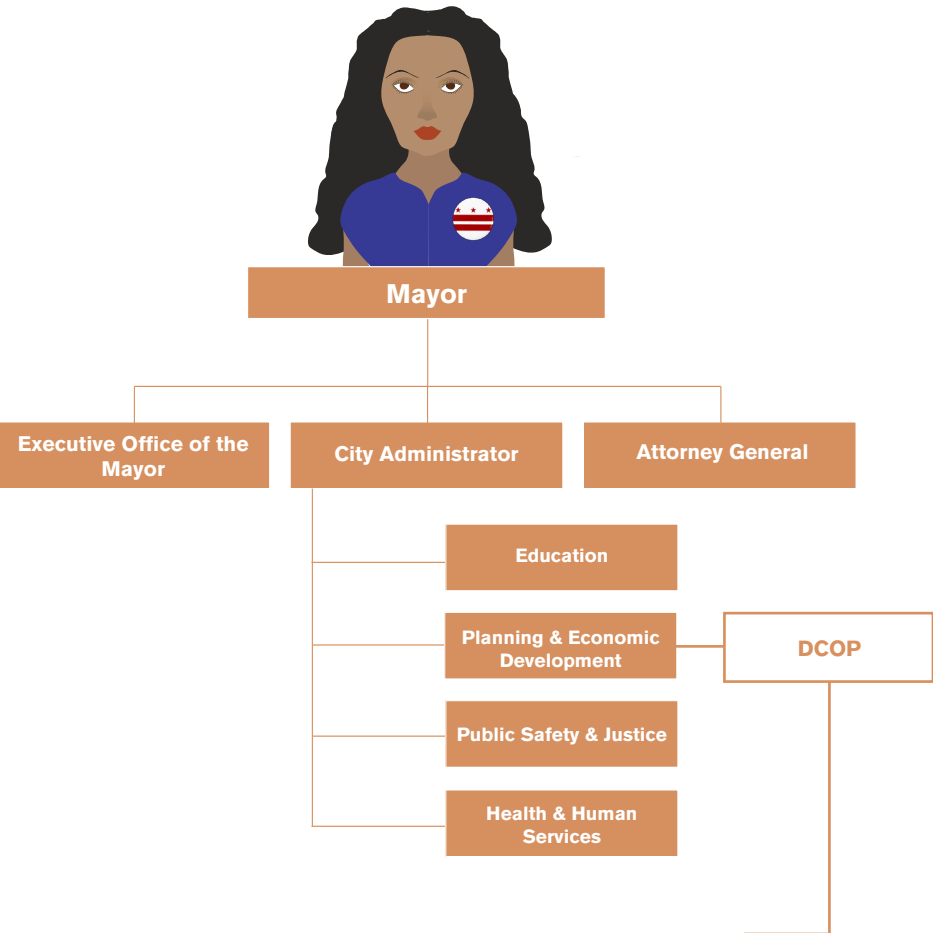 Mayor
Executive Office of the
Mayor
City Administrator
Attorney General
Education
Planning & Economic
Development
DCOP
Public Safety & Justice
Health & Human
Services